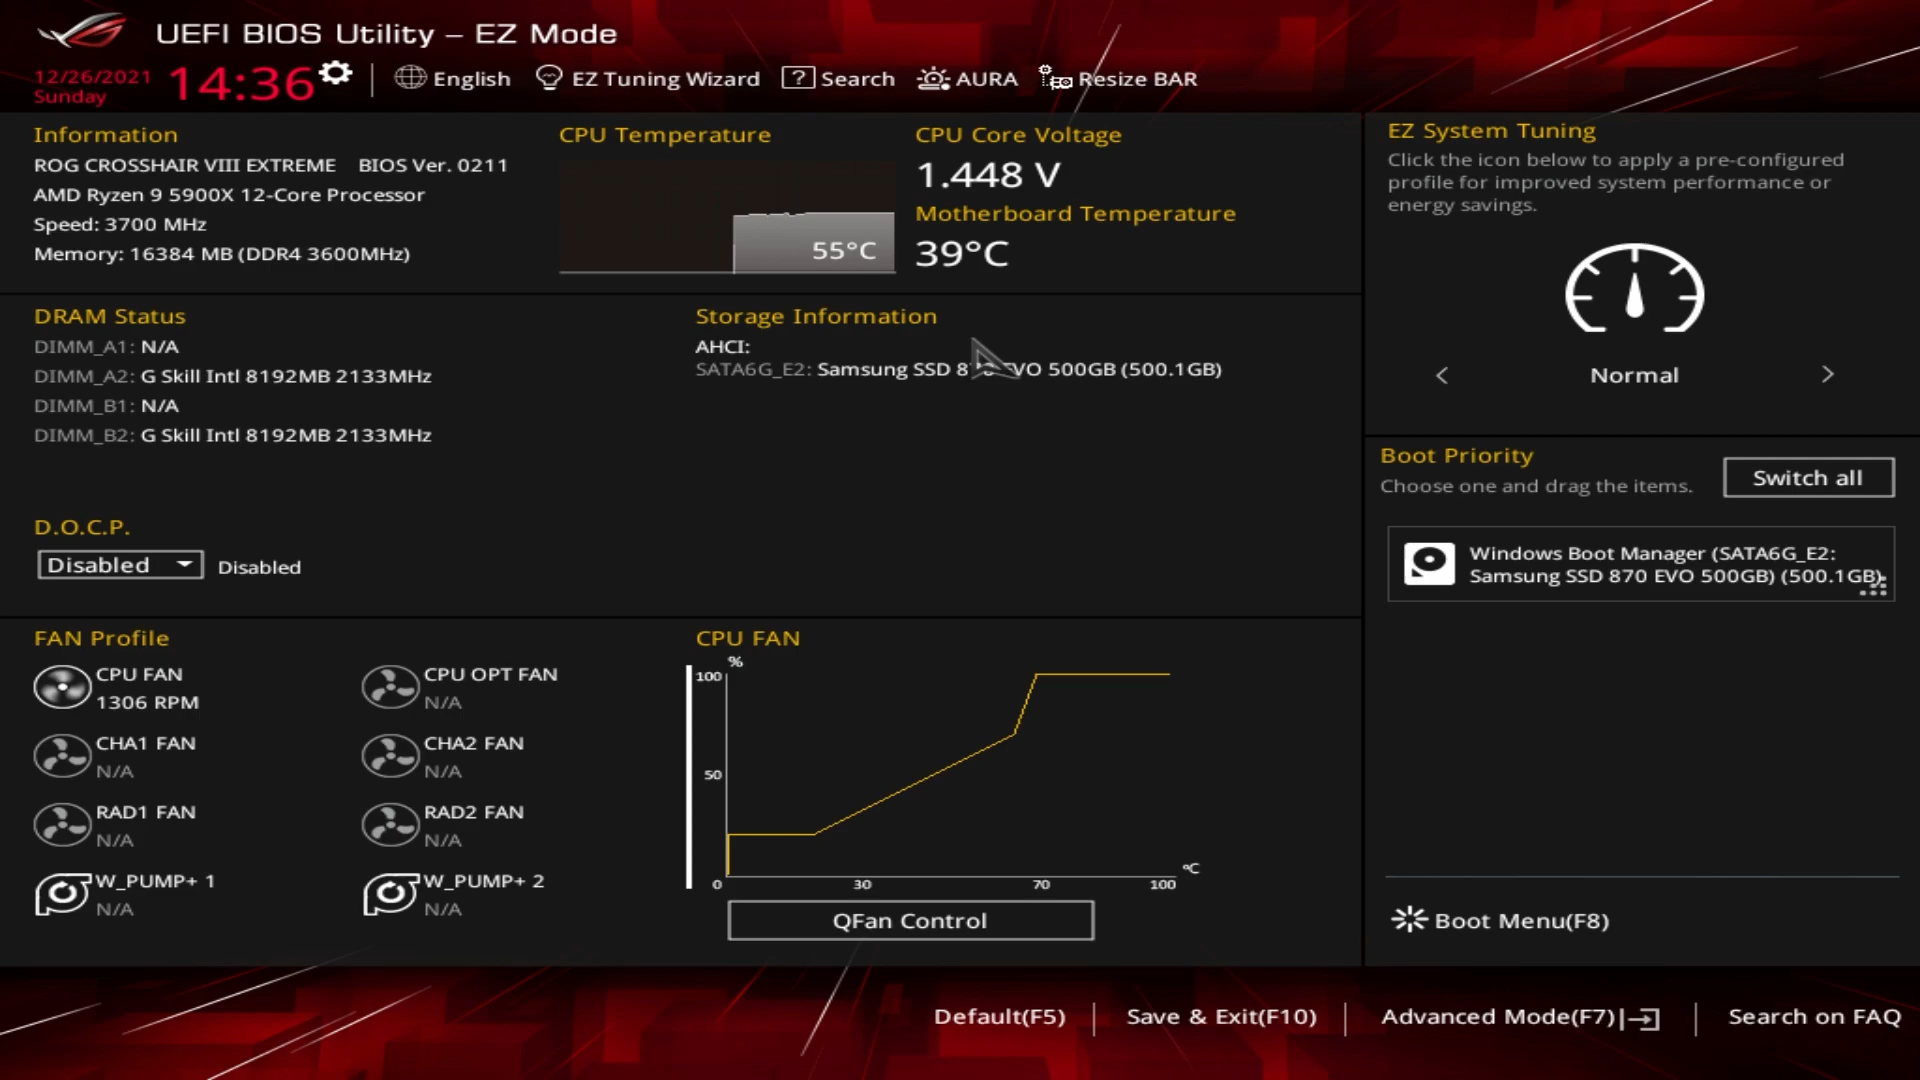 UEFI BIOS Utility – EZ Mode
12/26/2021
Sunday
14:36
English
EZ Tuning Wizard
? Search
AURA
Resize BAR
Information
ROG CROSSHAIR VIII EXTREME BIOS Ver. 0211
AMD Ryzen 9 5900X 12-Core Processor
Speed: 3700 MHz
Memory: 16384 MB (DDR4 3600MHz)
CPU Temperature
55°C
CPU Core Voltage
1.448 V
Motherboard Temperature
39°C
EZ System Tuning
Click the icon below to apply a pre-configured
profile for improved system performance or
energy savings.
< Normal >
DRAM Status
DIMM_A1: N/A
DIMM_A2: G Skill Intl 8192MB 2133MHz
DIMM_B1: N/A
DIMM_B2: G Skill Intl 8192MB 2133MHz
Storage Information
AHCI:
SATA6G_E2: Samsung SSD 870 EVO 500GB (500.1GB)
D.O.C.P.
Disabled Disabled
Boot Priority
Choose one and drag the items.
Switch all
Windows Boot Manager (SATA6G_E2:
Samsung SSD 870 EVO 500GB) (500.1GB)
FAN Profile
CPU FAN
1306 RPM
CPU OPT FAN
N/A
CHA1 FAN
N/A
CHA2 FAN
N/A
RAD1 FAN
N/A
RAD2 FAN
N/A
W_PUMP+ 1
N/A
W_PUMP+ 2
N/A
CPU FAN
%
100
50
0 30 70 100
°C
QFan Control
Boot Menu(F8)
Default(F5)
Save & Exit(F10)
Advanced Mode(F7)
Search on FAQ